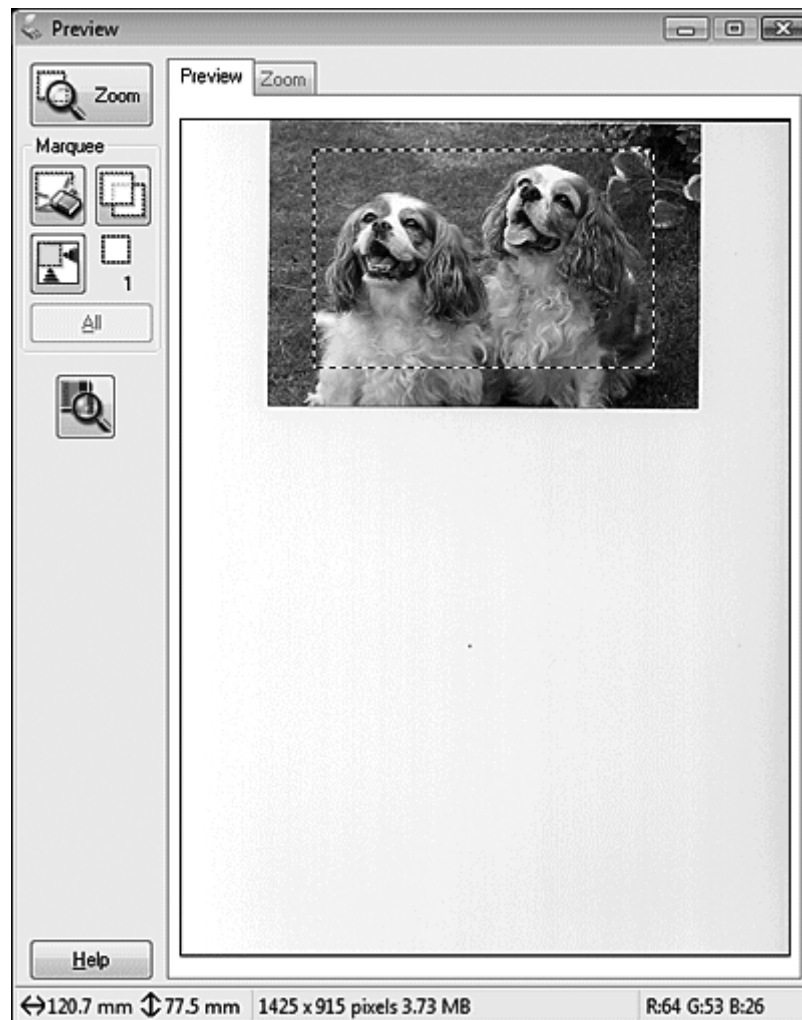 Preview
Zoom
Preview Zoom
Marquee
1
All
Help
120.7 mm 77.5 mm 1425 x 915 pixels 3.73 MB R:64 G:53 B:26